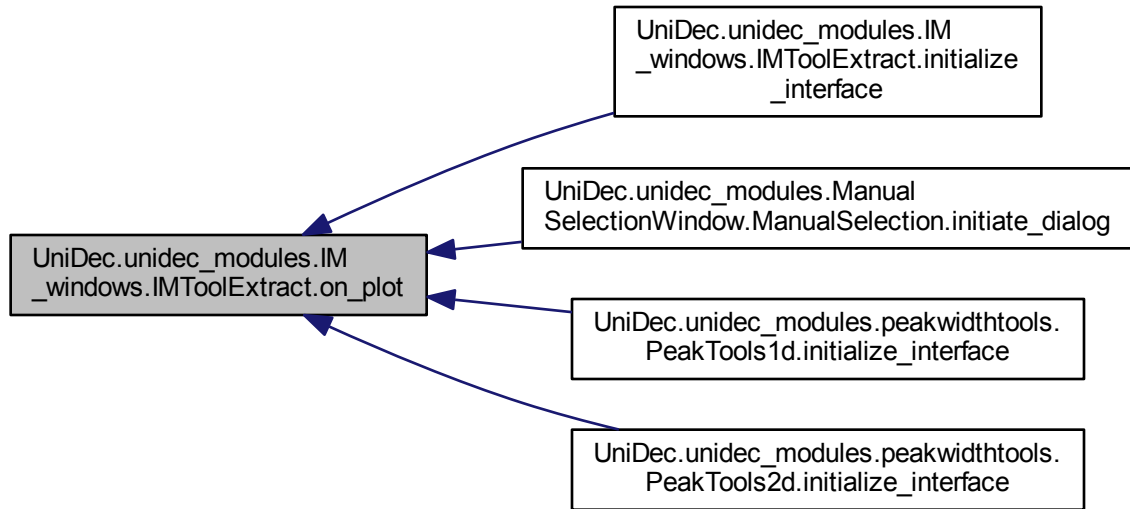 UniDec.unidec_modules.IM
_windows.IMToolExtract.initialize
_interface
UniDec.unidec_modules.Manual
SelectionWindow.ManualSelection.initiate_dialog
UniDec.unidec_modules.IM
_windows.IMToolExtract.on_plot
UniDec.unidec_modules.peakwidthtools.
PeakTools1d.initialize_interface
UniDec.unidec_modules.peakwidthtools.
PeakTools2d.initialize_interface